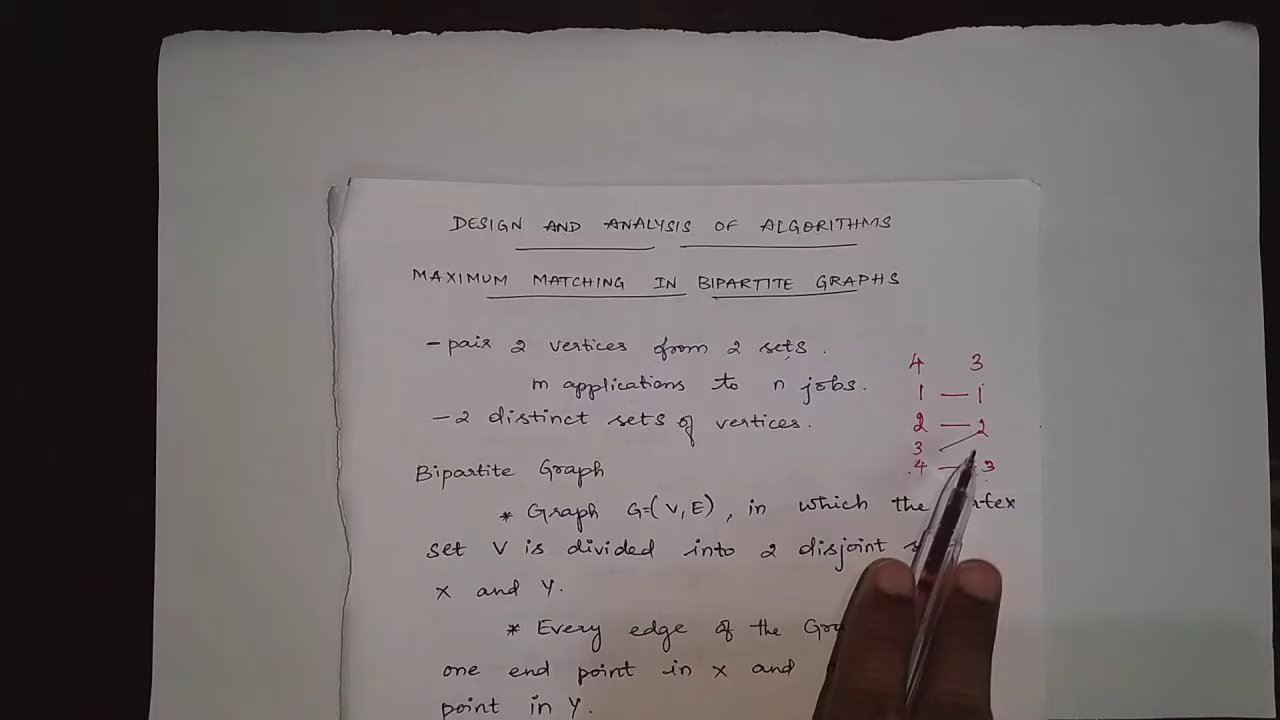 DESIGN AND ANALYSIS OF ALGORITHMS
MAXIMUM MATCHING IN BIPARTITE GRAPHS
- pair 2 vertices from 2 sets.
m applications to n jobs.
- 2 distinct sets of vertices.
4 3
1 — 1
2 — 2
3
4 — 3
Bipartite Graph
* Graph G=(V,E), in which the
set V is divided into 2 disjoint
X and Y.
* Every edge of the
one end point in X and
point in Y.